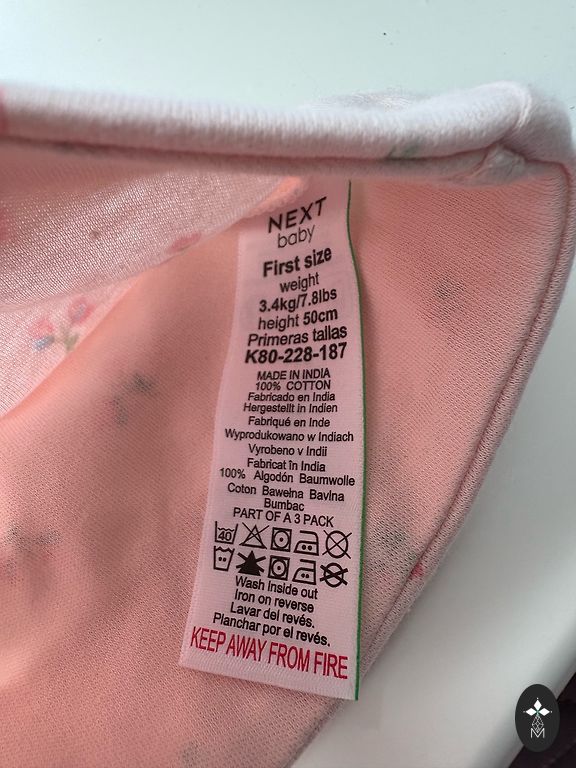 NEXT
baby
First size
weight
3.4kg/7.8lbs
height 50cm
Primeras tallas
K80-228-187
MADE IN INDIA
100% COTTON
Fabricado en India
Hergestellt in Indien
Fabriqué en Inde
Wyprodukowano w Indiach
Vyrobeno v Indii
Fabricat în India
100% Algodón Baumwolle
Coton Bawełna Bavlna
Bumbac
PART OF A 3 PACK
40
Wash Inside out
Iron on reverse
Lavar del revés.
Planchar por el revés.
KEEP AWAY FROM FIRE
M